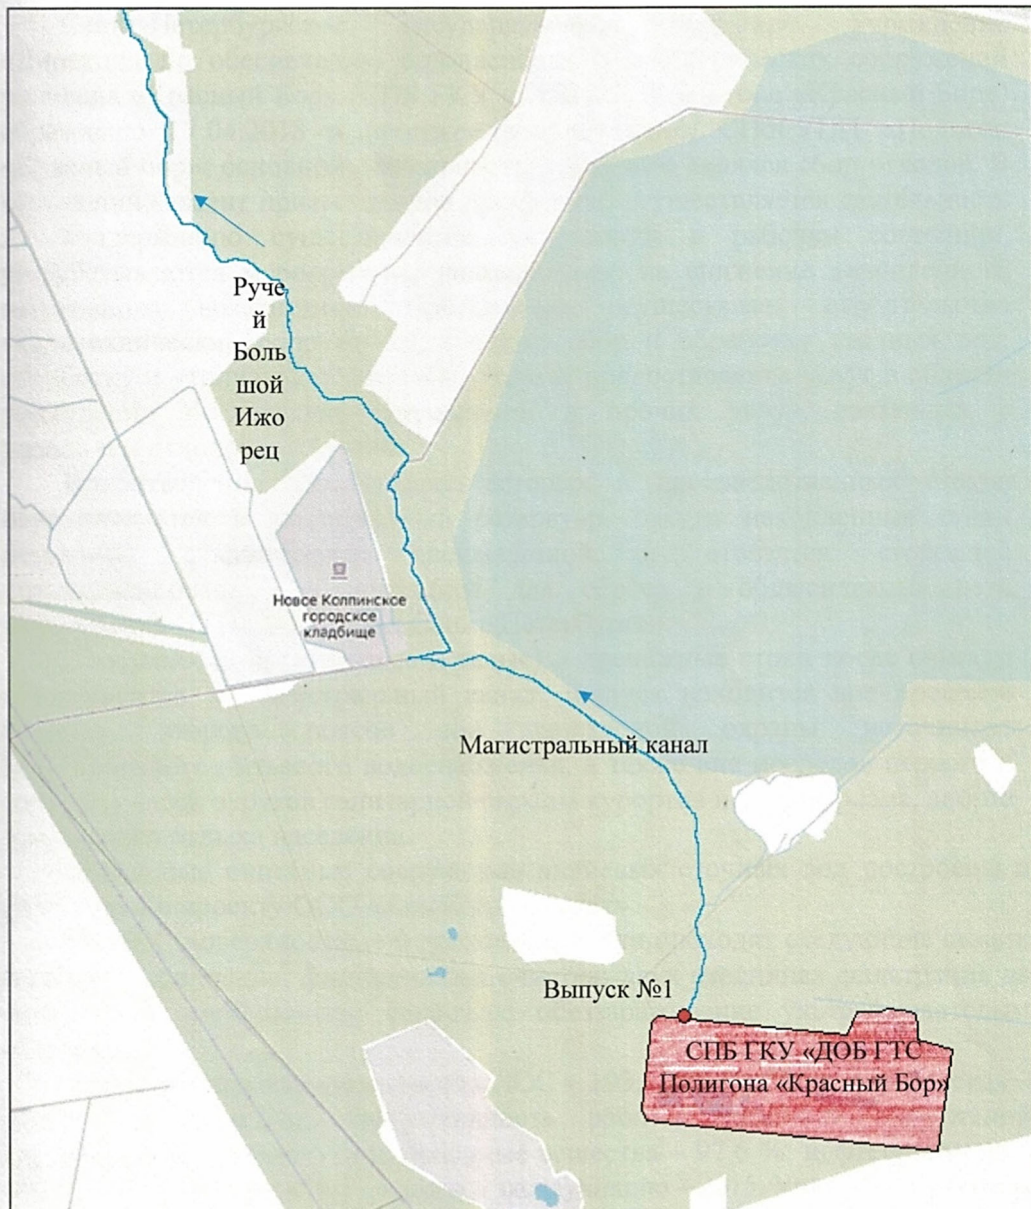 Руче
й
Боль
шой
Ижо
рец
Новое Колпинское
городское
кладбище
Магистральный канал
Выпуск №1
СПБ ГКУ «ДОБ ГТС
Полигона «Красный Бор»